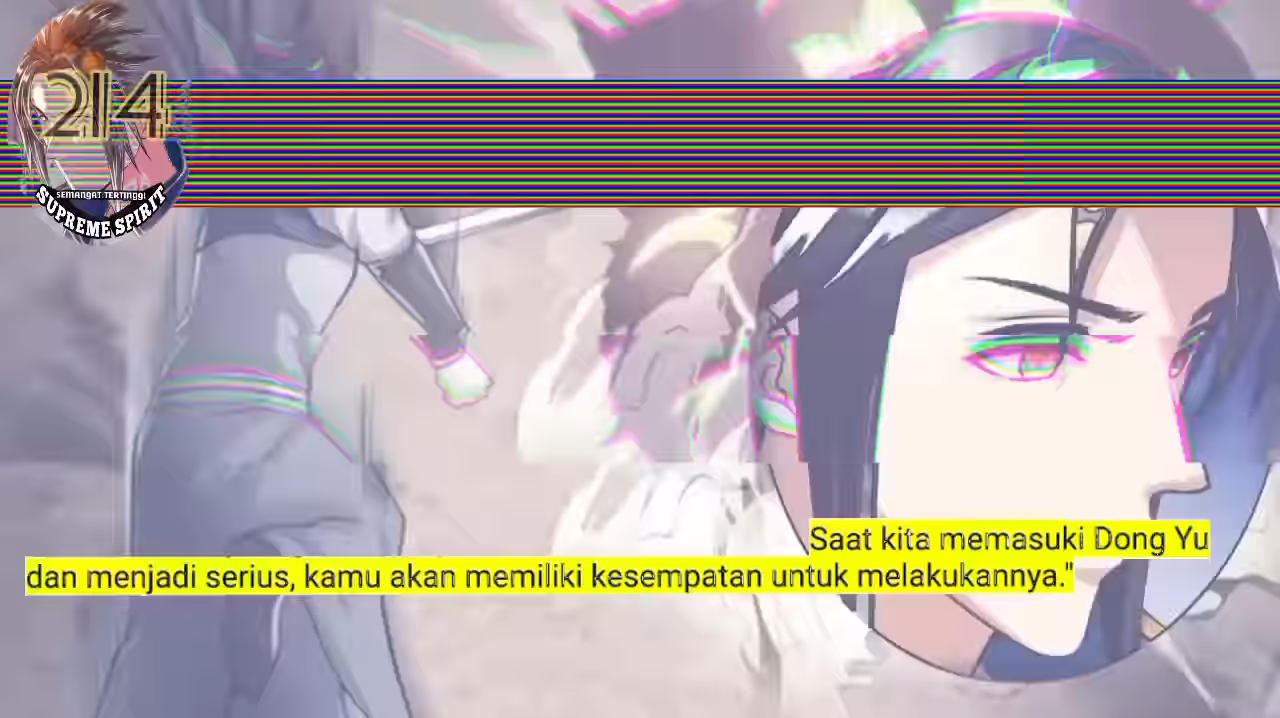 214
SEMANGAT TERTINGGI
SUPREME SPIRIT
Saat kita memasuki Dong Yu
dan menjadi serius, kamu akan memiliki kesempatan untuk melakukannya."